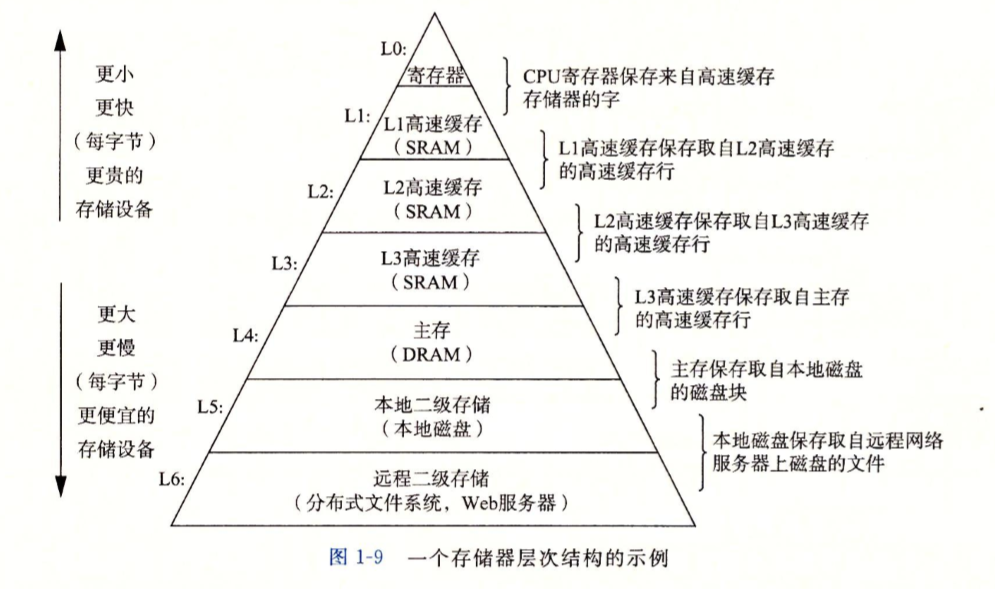 更小
更快
（每字节）
更贵的
存储设备
更大
更慢
（每字节）
更便宜的
存储设备
L0:
寄存器
CPU寄存器保存来自高速缓存
存储器的字
L1:
L1高速缓存
（SRAM）
L1高速缓存保存取自L2高速缓存
的高速缓存行
L2:
L2高速缓存
（SRAM）
L2高速缓存保存取自L3高速缓存
的高速缓存行
L3:
L3高速缓存
（SRAM）
L3高速缓存保存取自主存
的高速缓存行
L4:
主存
（DRAM）
主存保存取自本地磁盘
的磁盘块
L5:
本地二级存储
（本地磁盘）
本地磁盘保存取自远程网络
服务器上磁盘的文件
L6:
远程二级存储
（分布式文件系统，Web服务器）
图 1-9 一个存储器层次结构的示例